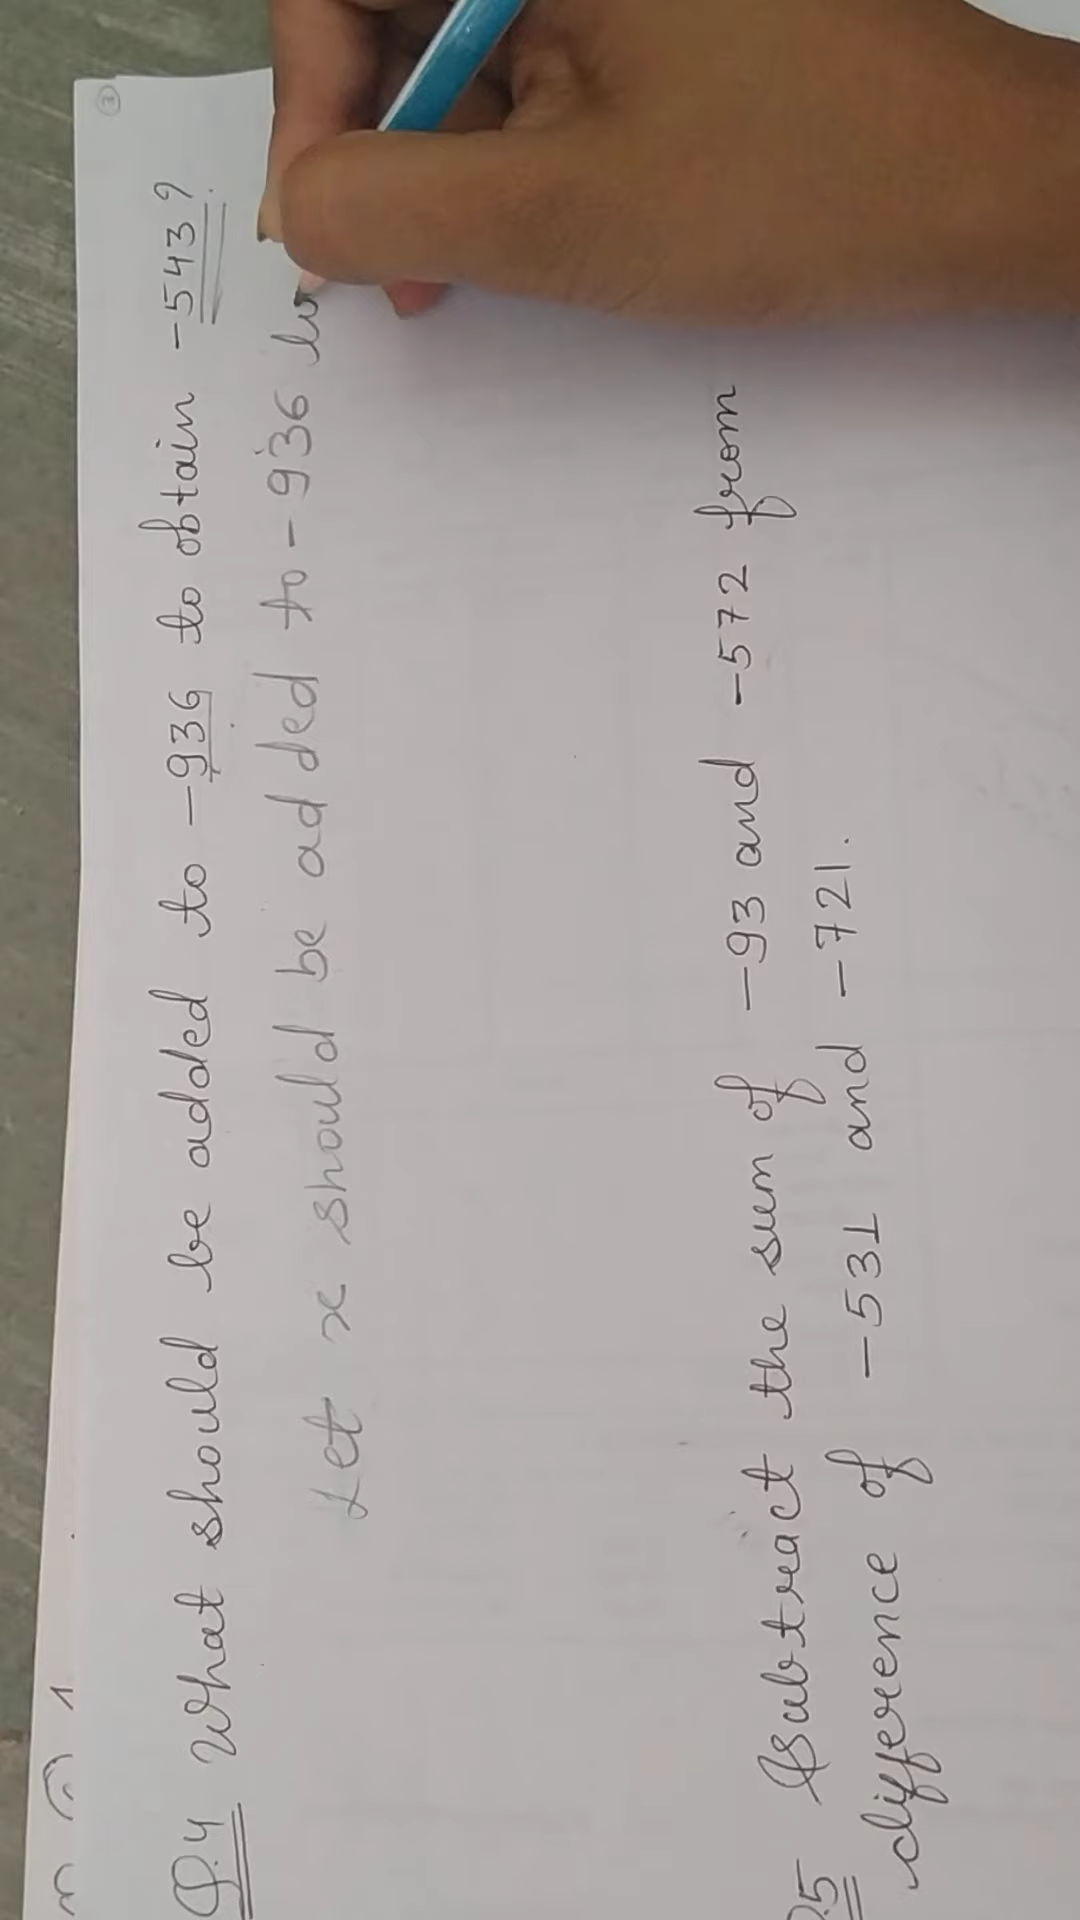 Q.4 What should be added to -936 to obtain -543?
Let x should be added to -936
Q.5 Subtract the sum of -93 and -572 from
difference of -531 and -721.